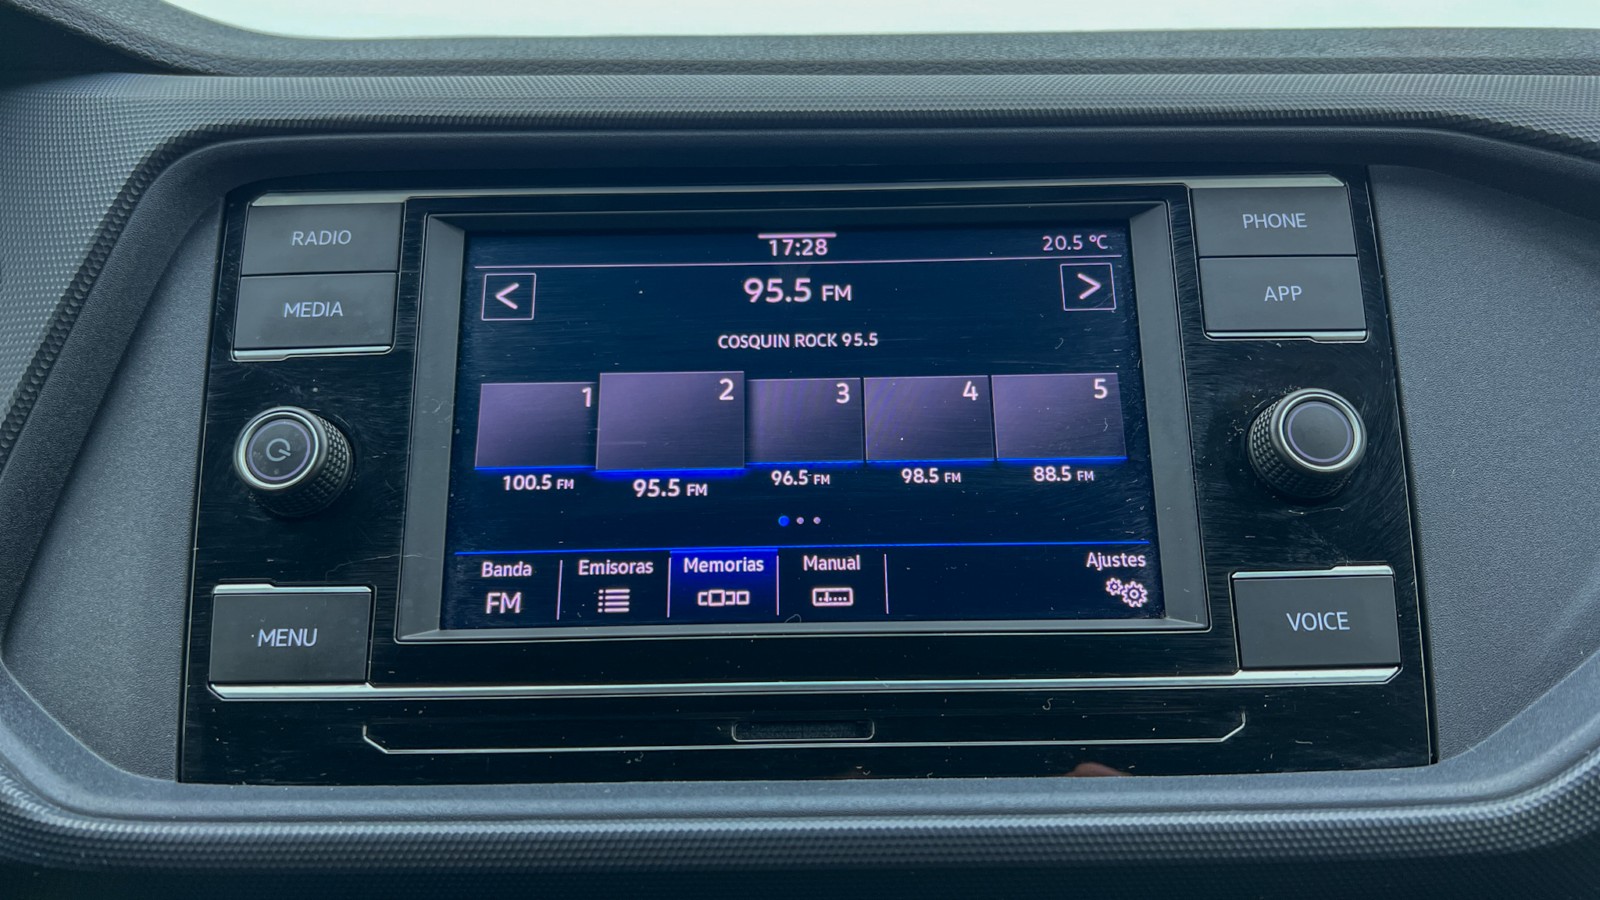 RADIO
MEDIA
MENU
PHONE
APP
VOICE
17:28
20.5 °C
< 95.5 FM >
COSQUIN ROCK 95.5
1 2 3 4 5
100.5 FM 95.5 FM 96.5 FM 98.5 FM 88.5 FM
Banda Emisoras Memorias Manual Ajustes
FM